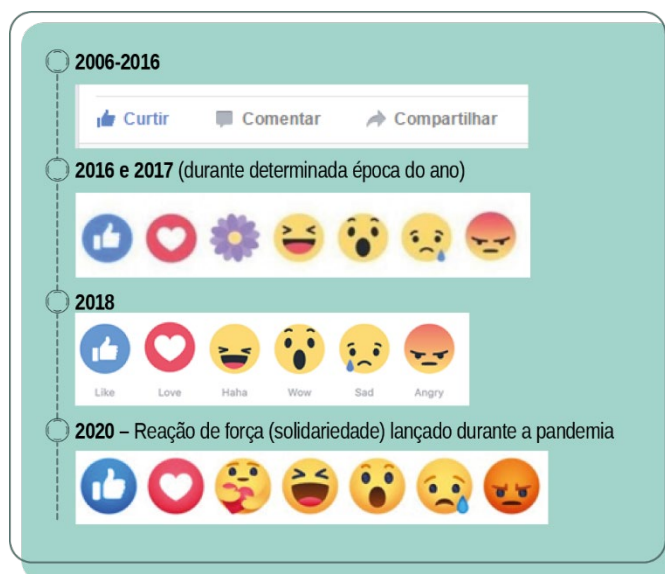 2006-2016
Curtir Comentar Compartilhar
2016 e 2017 (durante determinada época do ano)
2018
Like Love Haha Wow Sad Angry
2020 – Reação de força (solidariedade) lançado durante a pandemia